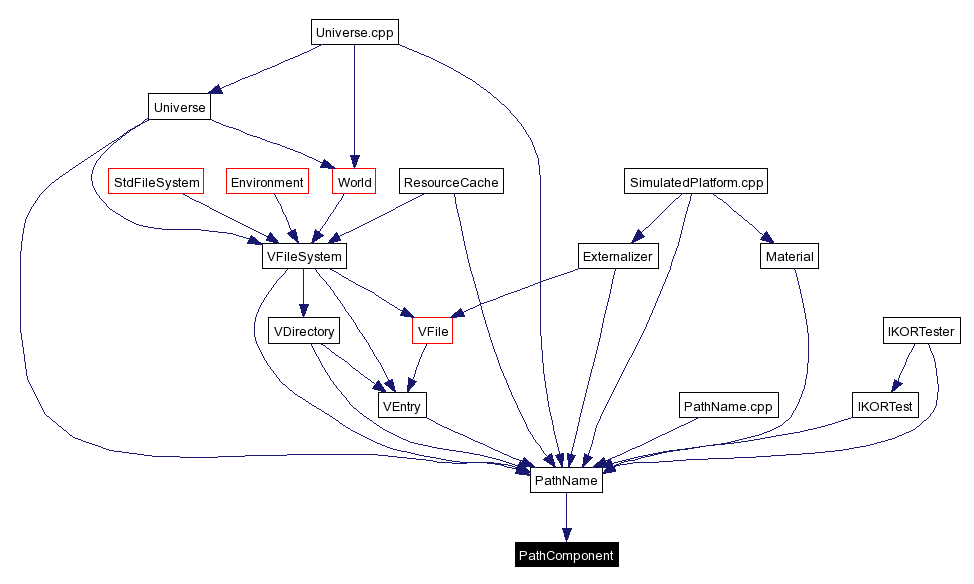 Universe.cpp
Universe
StdFileSystem
Environment
World
ResourceCache
SimulatedPlatform.cpp
VFileSystem
Externalizer
Material
VDirectory
VFile
IKORTester
VEntry
PathName.cpp
IKORTest
PathName
PathComponent